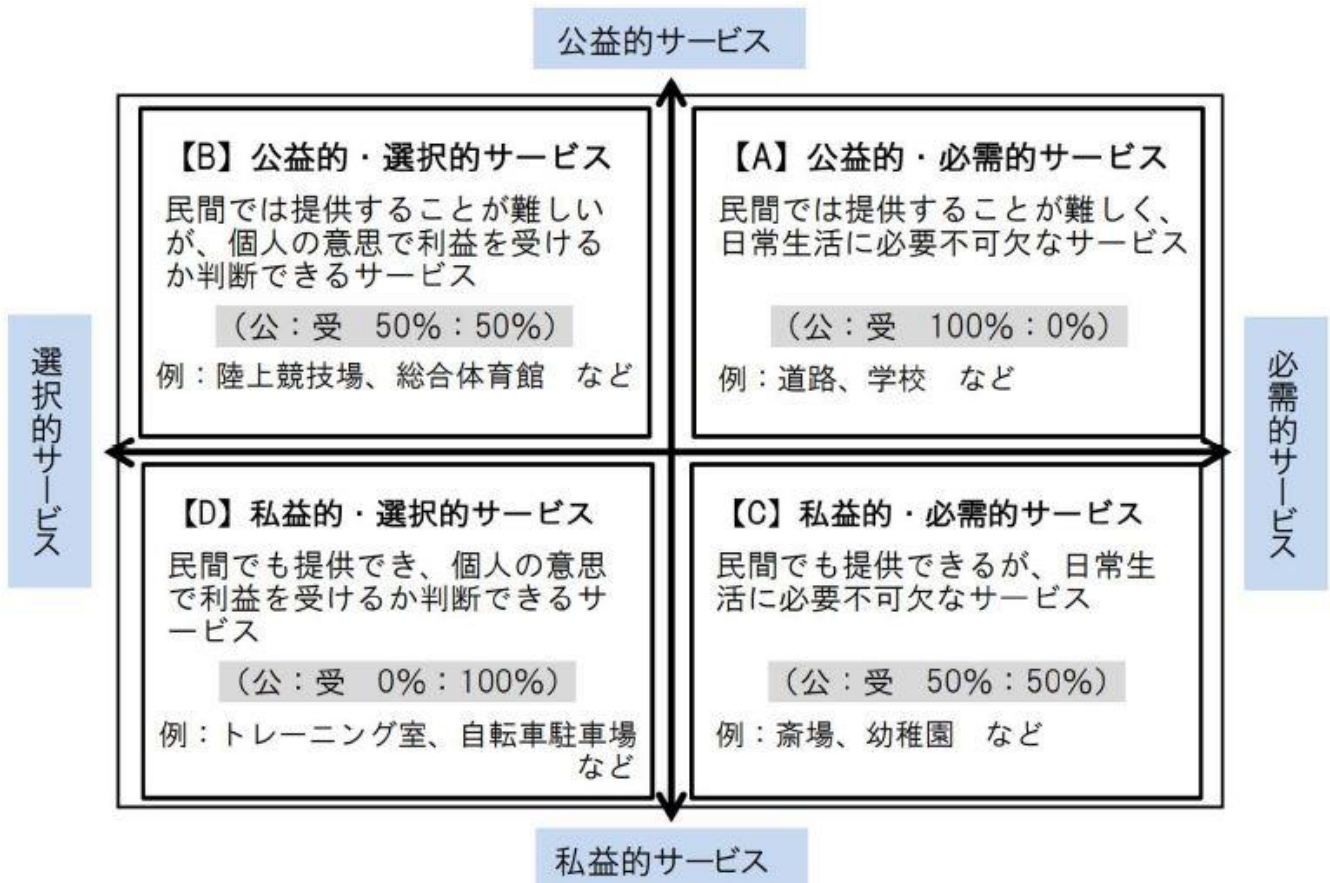 公益的サービス
【B】公益的・選択的サービス
民間では提供することが難しい
が、個人の意思で利益を受ける
か判断できるサービス
(公：受　50%：50%)
例：陸上競技場、総合体育館　など
【A】公益的・必需的サービス
民間では提供することが難しく、
日常生活に必要不可欠なサービス
(公：受　100%：0%)
例：道路、学校　など
選択的サービス
必需的サービス
【D】私益的・選択的サービス
民間でも提供でき、個人の意思
で利益を受けるか判断できるサ
ービス
(公：受　0%：100%)
例：トレーニング室、自転車駐車場
など
【C】私益的・必需的サービス
民間でも提供できるが、日常生
活に必要不可欠なサービス
(公：受　50%：50%)
例：斎場、幼稚園　など
私益的サービス